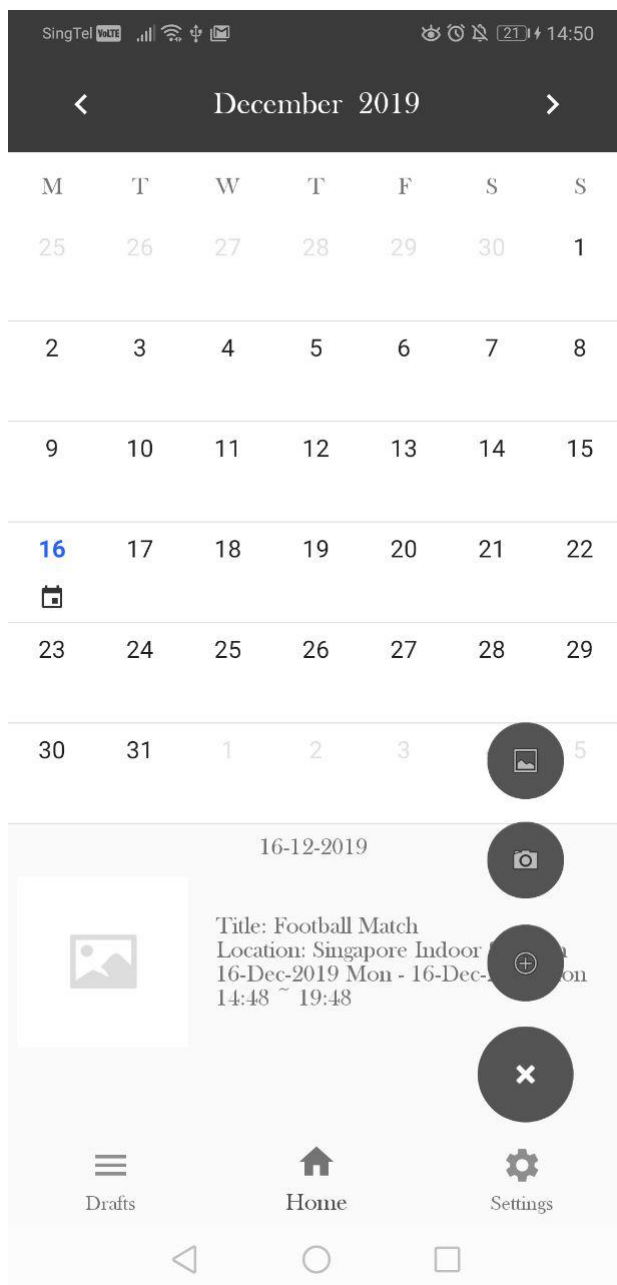 SingTel VoLTE 21 14:50
December 2019
M T W T F S S
25 26 27 28 29 30 1
2 3 4 5 6 7 8
9 10 11 12 13 14 15
16 17 18 19 20 21 22
23 24 25 26 27 28 29
30 31 1 2 3 5
16-12-2019
Title: Football Match
Location: Singapore Indoor
16-Dec-2019 Mon - 16-Dec-
14:48 ~ 19:48
Drafts Home Settings